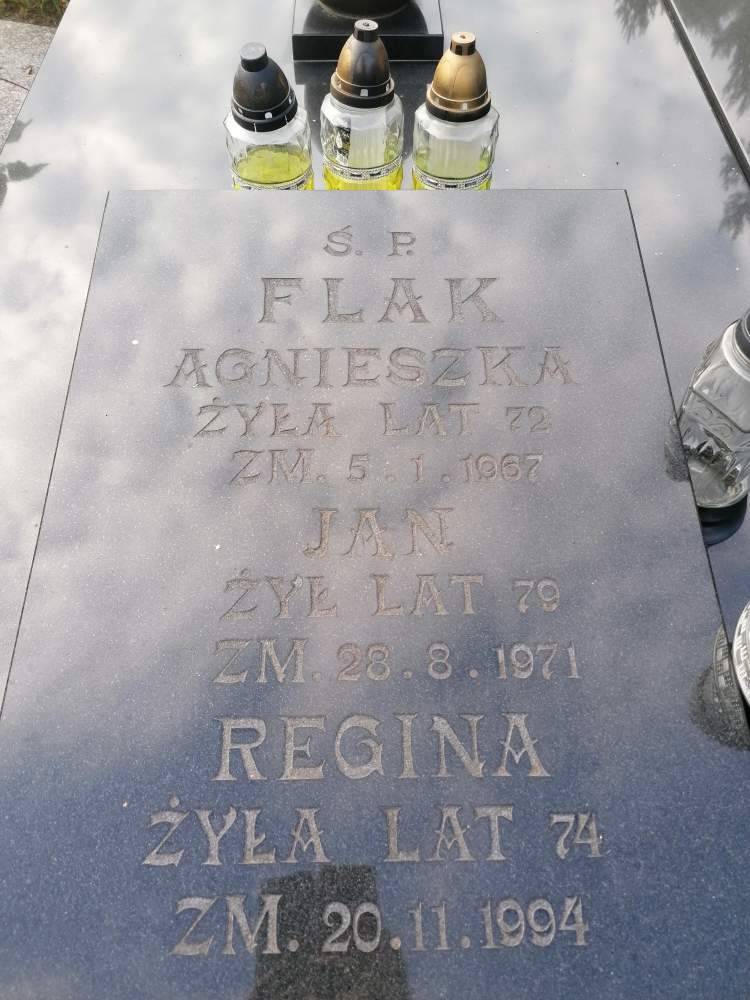 Ś. P.
FLAK
AGNIESZKA
ŻYŁA LAT 72
ZM. 5.1.1967
JAN
ŻYŁ LAT 79
ZM. 28.8.1971
REGINA
ŻYŁA LAT 74
ZM. 20.11.1994